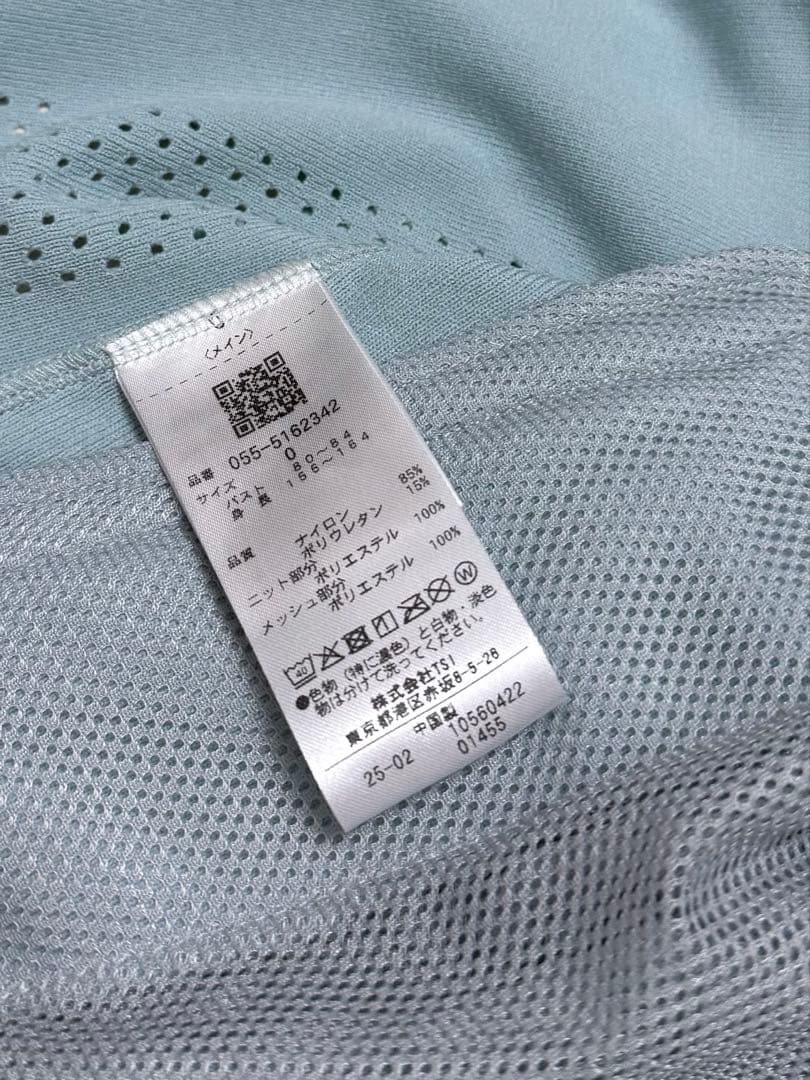 〈メイン〉
品番 055-5162342
サイズ 0
バスト 80～84
身長 156～164
品質 ナイロン 85%
ポリウレタン 15%
ニット部分
ポリエステル 100%
メッシュ部分
ポリエステル 100%
40 W
●色物（特に濃色）と白物・淡色
物は分けて洗ってください。
株式会社TSI
東京都港区赤坂8-5-28
中国製
25-02 10560422
01455